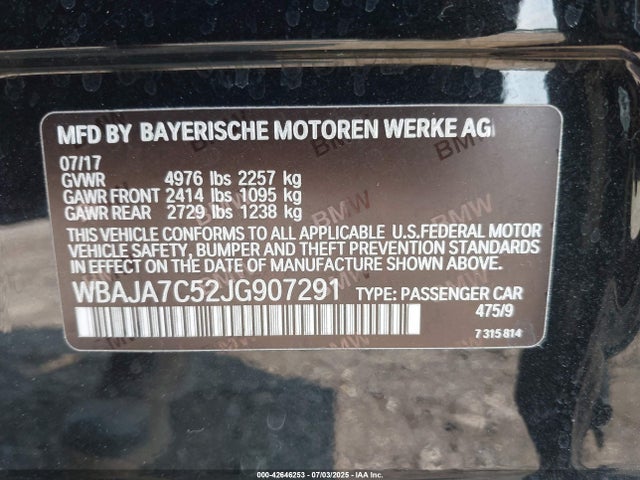 MFD BY BAYERISCHE MOTOREN WERKE AG
07/17
GVWR 4976 lbs 2257 kg
GAWR FRONT 2414 lbs 1095 kg
GAWR REAR 2729 lbs 1238 kg
THIS VEHICLE CONFORMS TO ALL APPLICABLE U.S.FEDERAL MOTOR
VEHICLE SAFETY, BUMPER AND THEFT PREVENTION STANDARDS
IN EFFECT ON THE DATE OF MANUFACTURE SHOWN ABOVE.
WBAJA7C52JG907291 TYPE: PASSENGER CAR
475/9
7 315 814
000-42646253 - 07/03/2025 - IAA Inc.